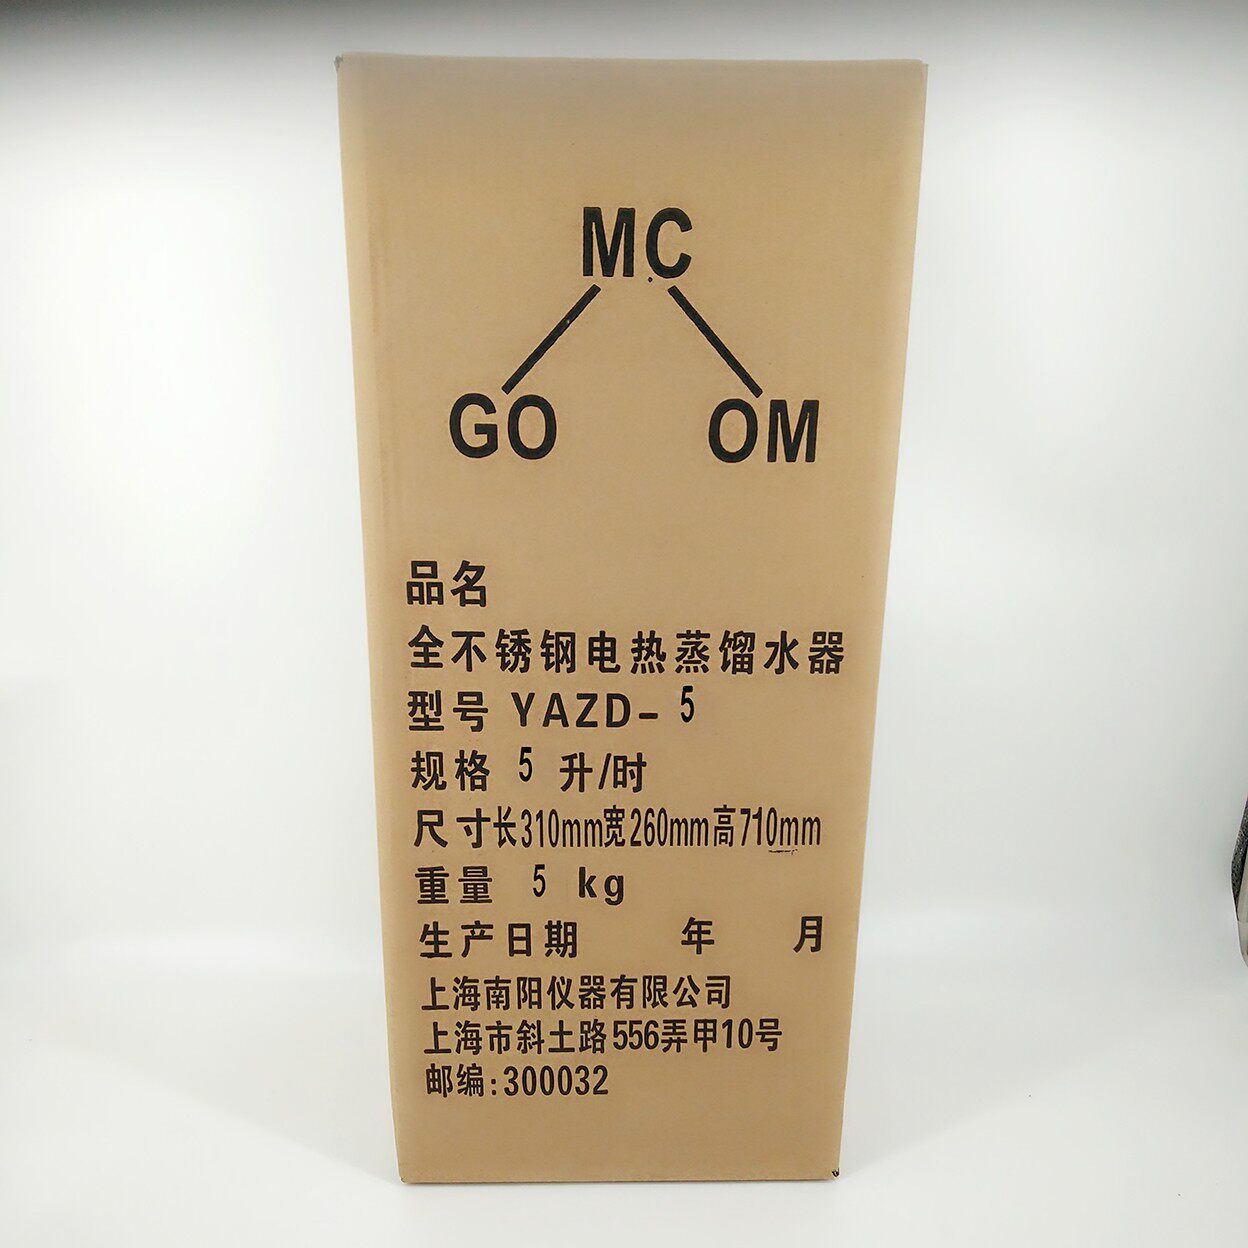 MC
GO OM
品名
全不锈钢电热蒸馏水器
型号 YAZD- 5
规格 5 升/时
尺寸长310mm宽260mm高710mm
重量 5 kg
生产日期 年 月
上海南阳仪器有限公司
上海市斜土路556弄甲10号
邮编:300032